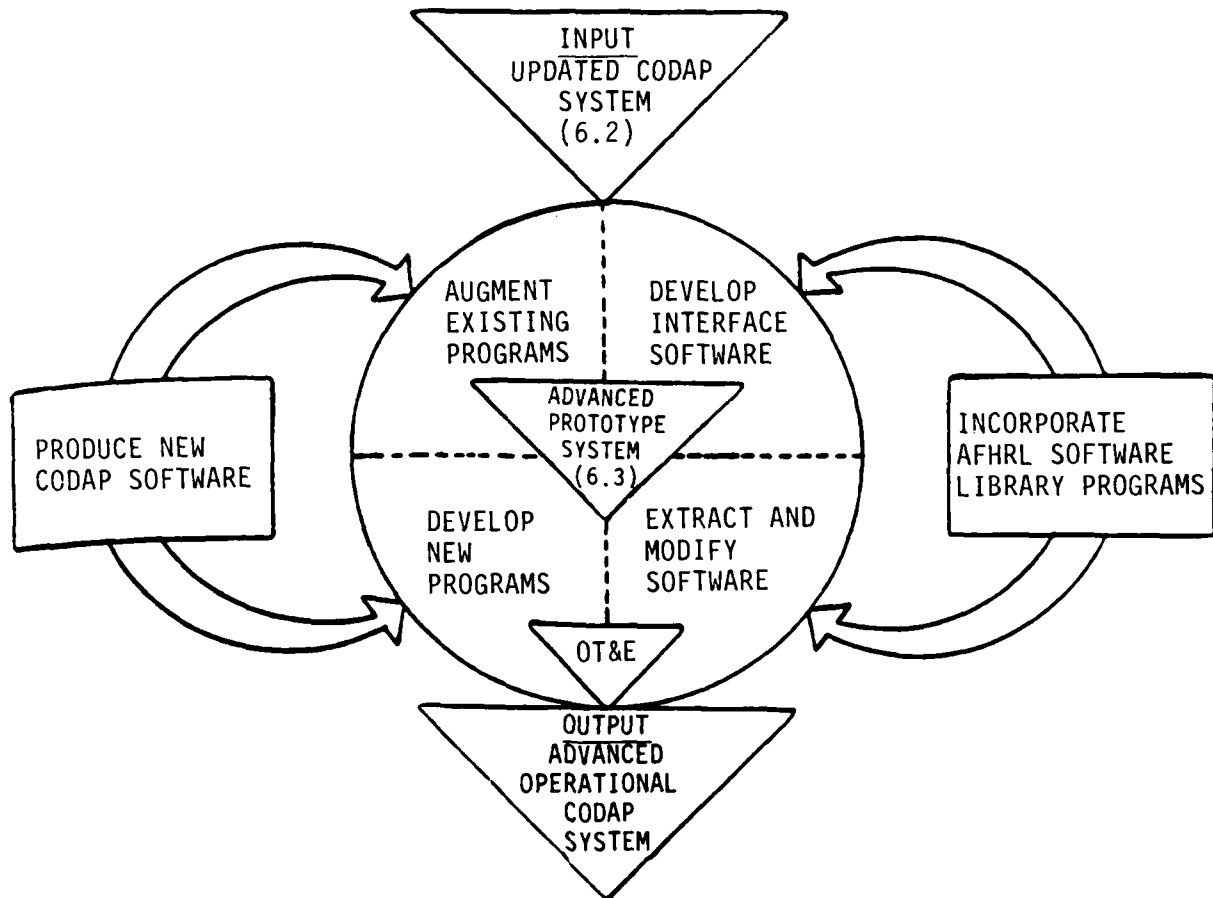 INPUT
UPDATED CODAP
SYSTEM
(6.2)
AUGMENT
EXISTING
PROGRAMS
DEVELOP
INTERFACE
SOFTWARE
PRODUCE NEW
CODAP SOFTWARE
ADVANCED
PROTOTYPE
SYSTEM
(6.3)
INCORPORATE
AFHRL SOFTWARE
LIBRARY PROGRAMS
DEVELOP
NEW
PROGRAMS
EXTRACT AND
MODIFY
SOFTWARE
OT&E
OUTPUT
ADVANCED
OPERATIONAL
CODAP
SYSTEM